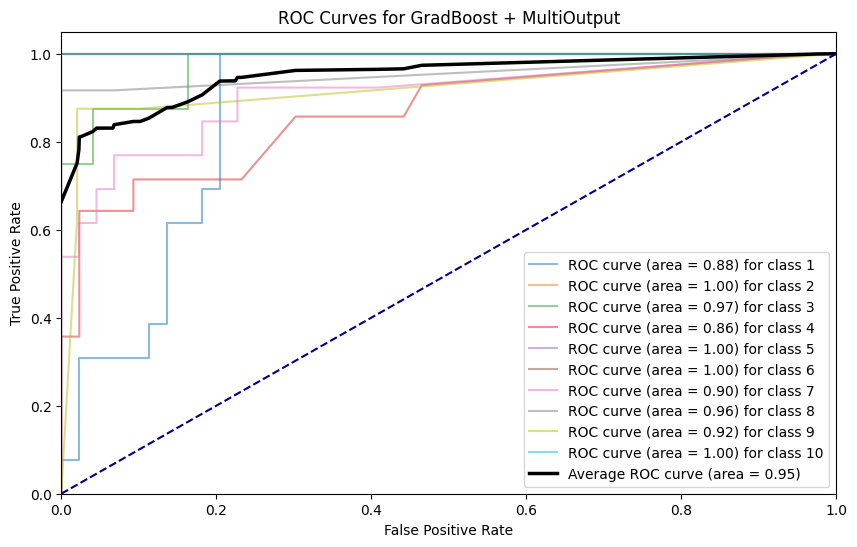 ROC Curves for GradBoost + MultiOutput
True Positive Rate
1.0
0.8
0.6
0.4
0.2
0.0
ROC curve (area = 0.88) for class 1
ROC curve (area = 1.00) for class 2
ROC curve (area = 0.97) for class 3
ROC curve (area = 0.86) for class 4
ROC curve (area = 1.00) for class 5
ROC curve (area = 1.00) for class 6
ROC curve (area = 0.90) for class 7
ROC curve (area = 0.96) for class 8
ROC curve (area = 0.92) for class 9
ROC curve (area = 1.00) for class 10
Average ROC curve (area = 0.95)
0.0 0.2 0.4 0.6 0.8 1.0
False Positive Rate